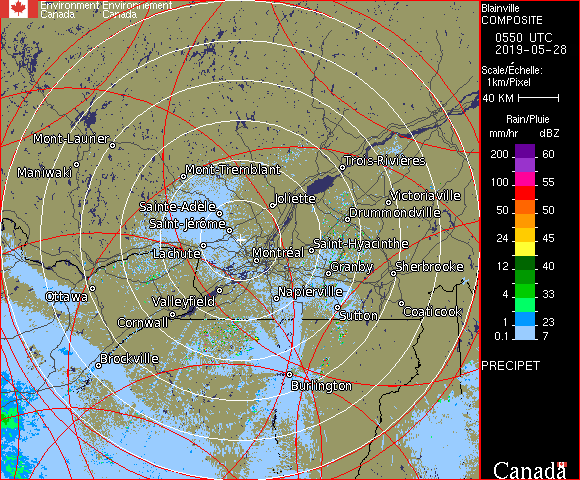 Environment Environnement
Canada Canada
Blainville
COMPOSITE
0550 UTC
2019-05-28
Scale/Échelle:
1km/Pixel
40 KM
Rain/Pluie
mm/hr dBZ
200 60
150 57
100 55
50 50
24 45
12 40
4 33
1 23
0.1 7
PRECIPET
Canada
Mont-Laurier
Maniwaki
Mont-Tremblant
Trois-Rivières
Sainte-Adèle
Joliette
Victoriaville
Drummondville
Saint-Jérôme
Lachute
Montréal
Saint-Hyacinthe
Granby
Sherbrooke
Ottawa
Valleyfield
Napierville
Cornwall
Sutton
Coaticook
Brockville
Burlington